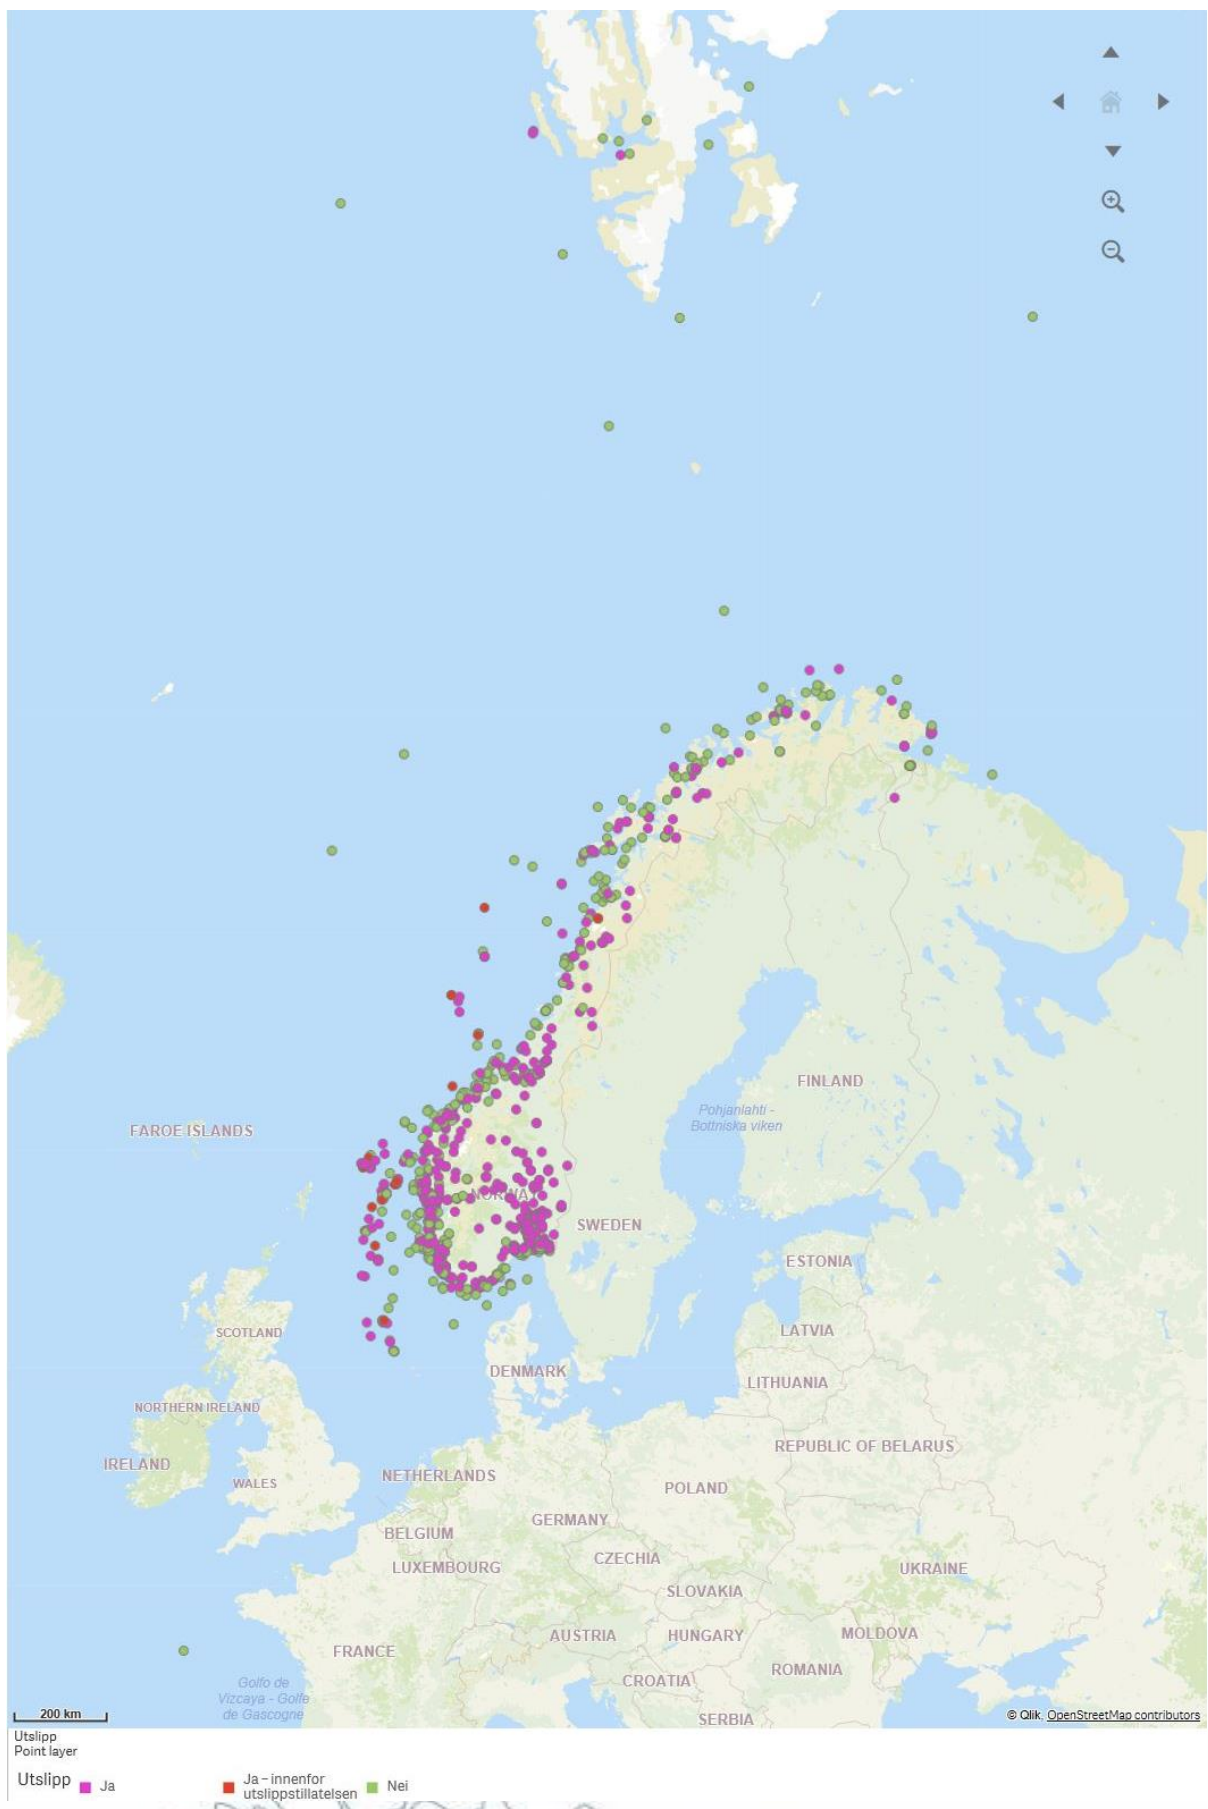 FAROE ISLANDS
FINLAND
Pohjanlahti -
Bottniska viken
NORWA
SWEDEN
ESTONIA
SCOTLAND
LATVIA
DENMARK
LITHUANIA
NORTHERN IRELAND
REPUBLIC OF BELARUS
IRELAND
NETHERLANDS
WALES
POLAND
GERMANY
BELGIUM
CZECHIA
LUXEMBOURG
UKRAINE
SLOVAKIA
AUSTRIA
HUNGARY
MOLDOVA
FRANCE
ROMANIA
CROATIA
Golfo de
Vizcaya - Golfe
de Gascogne
SERBIA
200 km
© Qlik, OpenStreetMap contributors
Utslipp
Point layer
Utslipp Ja Ja – innenfor
utslippstillatelsen Nei